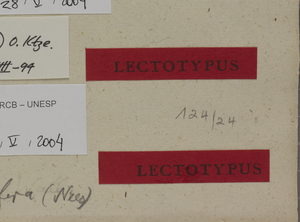 28, V, 2004
) O. Ktze.
III-94
LECTOTYPUS
RCB – UNESP
124/24
, V, 2004
LECTOTYPUS
fera (Nees)